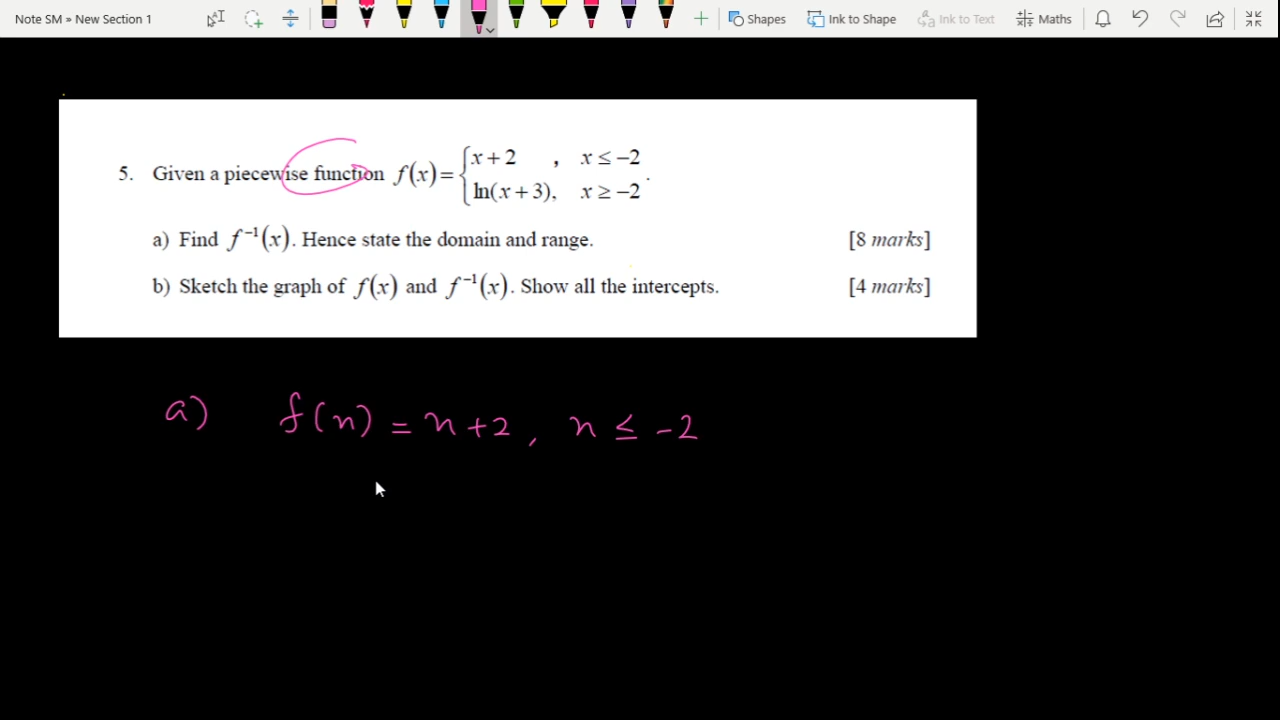 Note SM » New Section 1
Shapes
Ink to Shape
Ink to Text
Maths
5. Given a piecewise function f(x)={x+2 , x≤−2
ln(x+3), x≥−2 .
a) Find f⁻¹(x). Hence state the domain and range. [8 marks]
b) Sketch the graph of f(x) and f⁻¹(x). Show all the intercepts. [4 marks]
a) f(x) = x+2, x ≤ -2